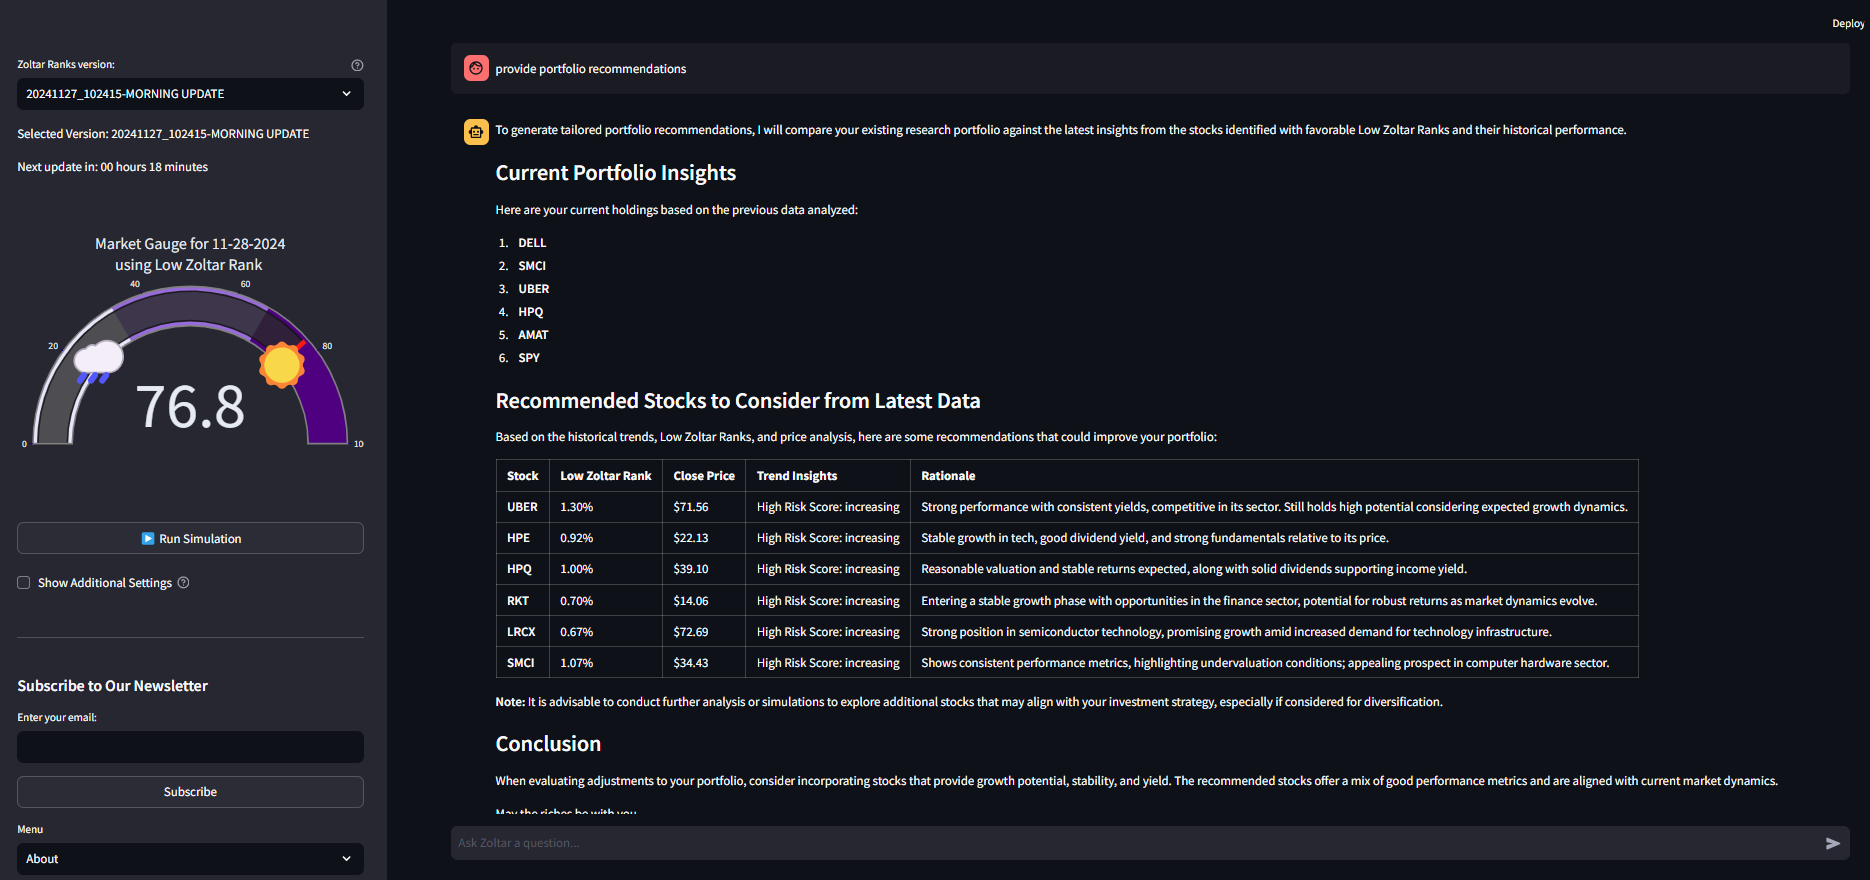 Deploy
Zoltar Ranks version:
20241127_102415-MORNING UPDATE
Selected Version: 20241127_102415-MORNING UPDATE
Next update in: 00 hours 18 minutes
Market Gauge for 11-28-2024
using Low Zoltar Rank
0
20
40
60
80
10
76.8
Run Simulation
Show Additional Settings
Subscribe to Our Newsletter
Enter your email:
Subscribe
Menu
About
provide portfolio recommendations
To generate tailored portfolio recommendations, I will compare your existing research portfolio against the latest insights from the stocks identified with favorable Low Zoltar Ranks and their historical performance.
Current Portfolio Insights
Here are your current holdings based on the previous data analyzed:
1. DELL
2. SMCI
3. UBER
4. HPQ
5. AMAT
6. SPY
Recommended Stocks to Consider from Latest Data
Based on the historical trends, Low Zoltar Ranks, and price analysis, here are some recommendations that could improve your portfolio:
Stock Low Zoltar Rank Close Price Trend Insights Rationale
UBER 1.30% $71.56 High Risk Score: increasing Strong performance with consistent yields, competitive in its sector. Still holds high potential considering expected growth dynamics.
HPE 0.92% $22.13 High Risk Score: increasing Stable growth in tech, good dividend yield, and strong fundamentals relative to its price.
HPQ 1.00% $39.10 High Risk Score: increasing Reasonable valuation and stable returns expected, along with solid dividends supporting income yield.
RKT 0.70% $14.06 High Risk Score: increasing Entering a stable growth phase with opportunities in the finance sector, potential for robust returns as market dynamics evolve.
LRCX 0.67% $72.69 High Risk Score: increasing Strong position in semiconductor technology, promising growth amid increased demand for technology infrastructure.
SMCI 1.07% $34.43 High Risk Score: increasing Shows consistent performance metrics, highlighting undervaluation conditions; appealing prospect in computer hardware sector.
Note: It is advisable to conduct further analysis or simulations to explore additional stocks that may align with your investment strategy, especially if considered for diversification.
Conclusion
When evaluating adjustments to your portfolio, consider incorporating stocks that provide growth potential, stability, and yield. The recommended stocks offer a mix of good performance metrics and are aligned with current market dynamics.
May the riches be with you
Ask Zoltar a question...